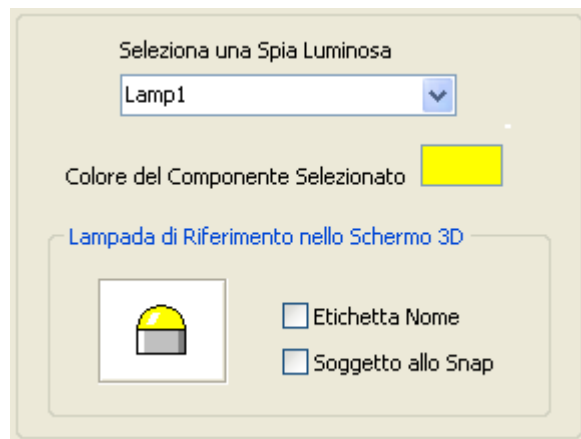 Seleziona una Spia Luminosa
Lamp1
Colore del Componente Selezionato
Lampada di Riferimento nello Schermo 3D
Etichetta Nome
Soggetto allo Snap